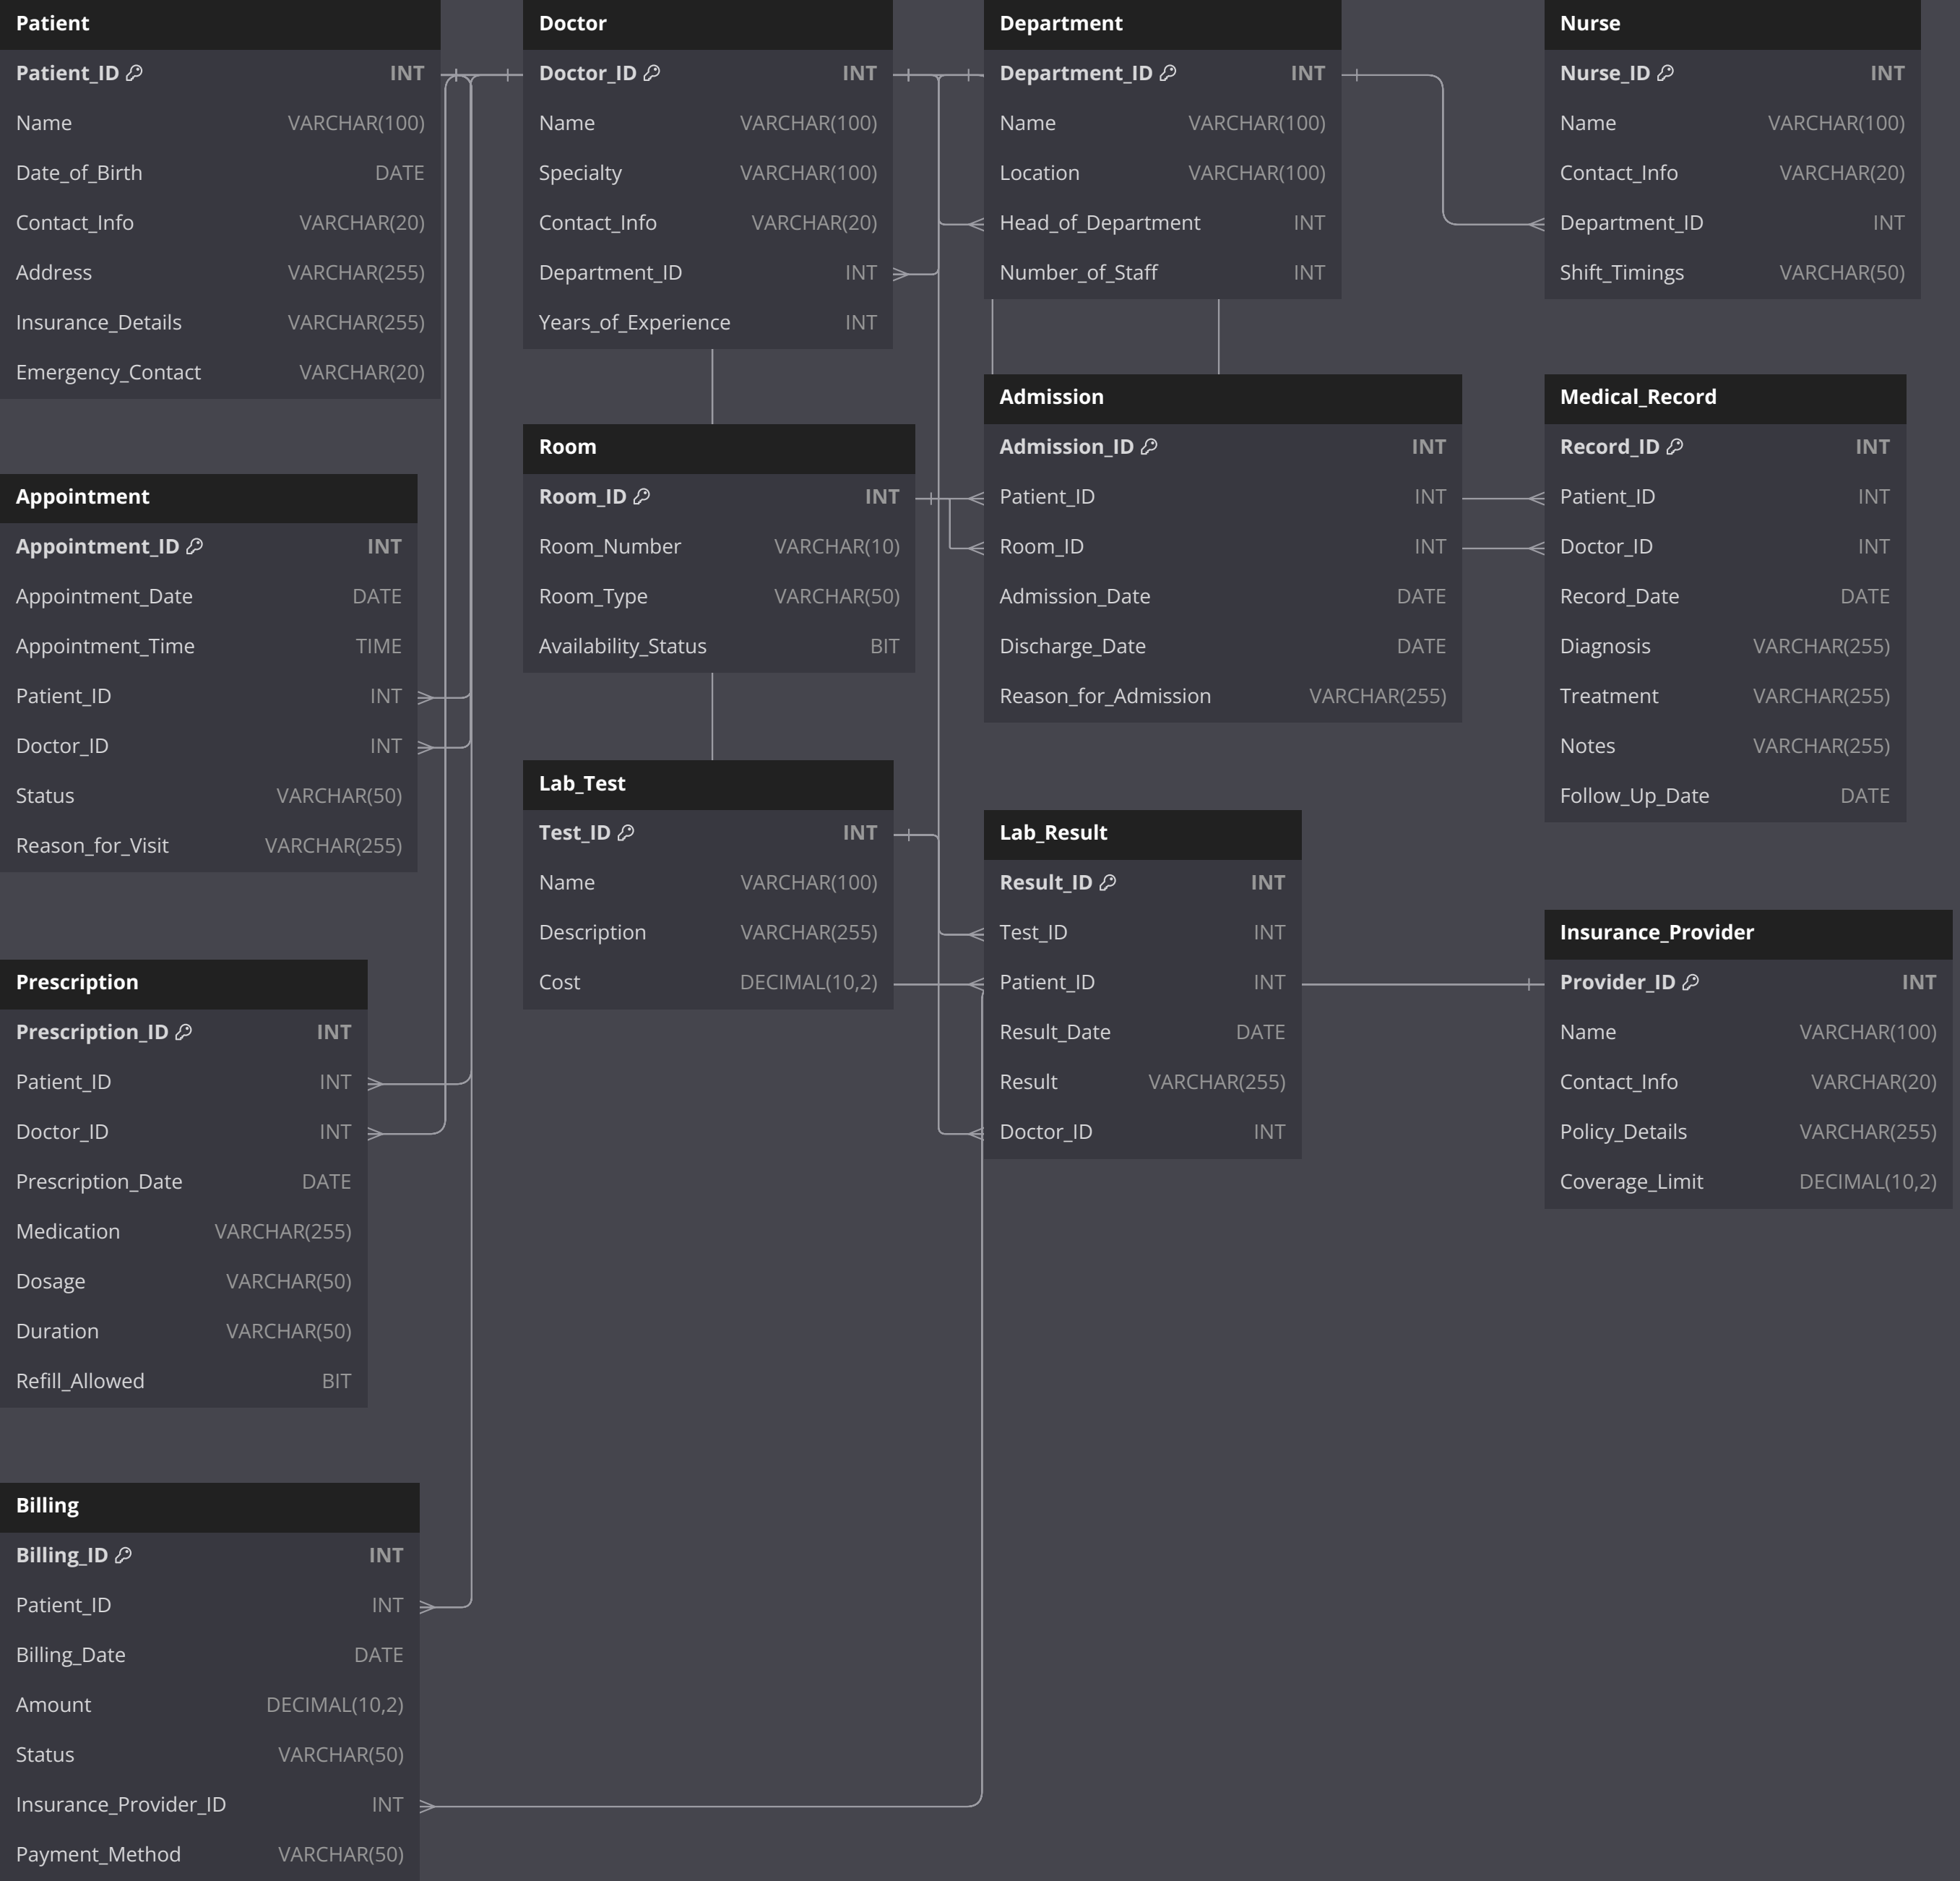 Patient
Patient_ID INT
Name VARCHAR(100)
Date_of_Birth DATE
Contact_Info VARCHAR(20)
Address VARCHAR(255)
Insurance_Details VARCHAR(255)
Emergency_Contact VARCHAR(20)
Doctor
Doctor_ID INT
Name VARCHAR(100)
Specialty VARCHAR(100)
Contact_Info VARCHAR(20)
Department_ID INT
Years_of_Experience INT
Department
Department_ID INT
Name VARCHAR(100)
Location VARCHAR(100)
Head_of_Department INT
Number_of_Staff INT
Nurse
Nurse_ID INT
Name VARCHAR(100)
Contact_Info VARCHAR(20)
Department_ID INT
Shift_Timings VARCHAR(50)
Appointment
Appointment_ID INT
Appointment_Date DATE
Appointment_Time TIME
Patient_ID INT
Doctor_ID INT
Status VARCHAR(50)
Reason_for_Visit VARCHAR(255)
Room
Room_ID INT
Room_Number VARCHAR(10)
Room_Type VARCHAR(50)
Availability_Status BIT
Admission
Admission_ID INT
Patient_ID INT
Room_ID INT
Admission_Date DATE
Discharge_Date DATE
Reason_for_Admission VARCHAR(255)
Medical_Record
Record_ID INT
Patient_ID INT
Doctor_ID INT
Record_Date DATE
Diagnosis VARCHAR(255)
Treatment VARCHAR(255)
Notes VARCHAR(255)
Follow_Up_Date DATE
Prescription
Prescription_ID INT
Patient_ID INT
Doctor_ID INT
Prescription_Date DATE
Medication VARCHAR(255)
Dosage VARCHAR(50)
Duration VARCHAR(50)
Refill_Allowed BIT
Lab_Test
Test_ID INT
Name VARCHAR(100)
Description VARCHAR(255)
Cost DECIMAL(10,2)
Lab_Result
Result_ID INT
Test_ID INT
Patient_ID INT
Result_Date DATE
Result VARCHAR(255)
Doctor_ID INT
Insurance_Provider
Provider_ID INT
Name VARCHAR(100)
Contact_Info VARCHAR(20)
Policy_Details VARCHAR(255)
Coverage_Limit DECIMAL(10,2)
Billing
Billing_ID INT
Patient_ID INT
Billing_Date DATE
Amount DECIMAL(10,2)
Status VARCHAR(50)
Insurance_Provider_ID INT
Payment_Method VARCHAR(50)